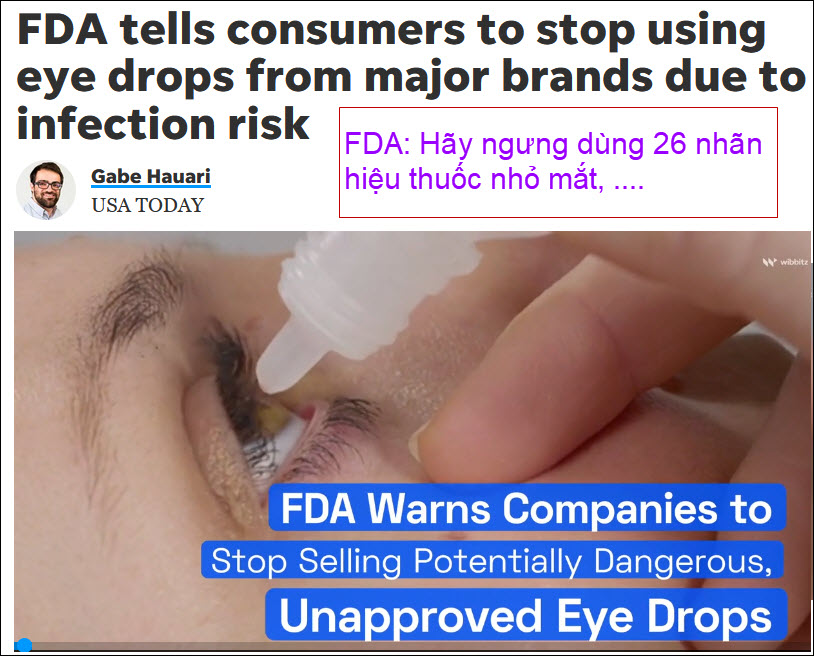 FDA tells consumers to stop using
eye drops from major brands due to
infection risk
FDA: Hãy ngưng dùng 26 nhãn
hiệu thuốc nhỏ mắt, ....
Gabe Hauari
USA TODAY
wibbitz
FDA Warns Companies to
Stop Selling Potentially Dangerous,
Unapproved Eye Drops